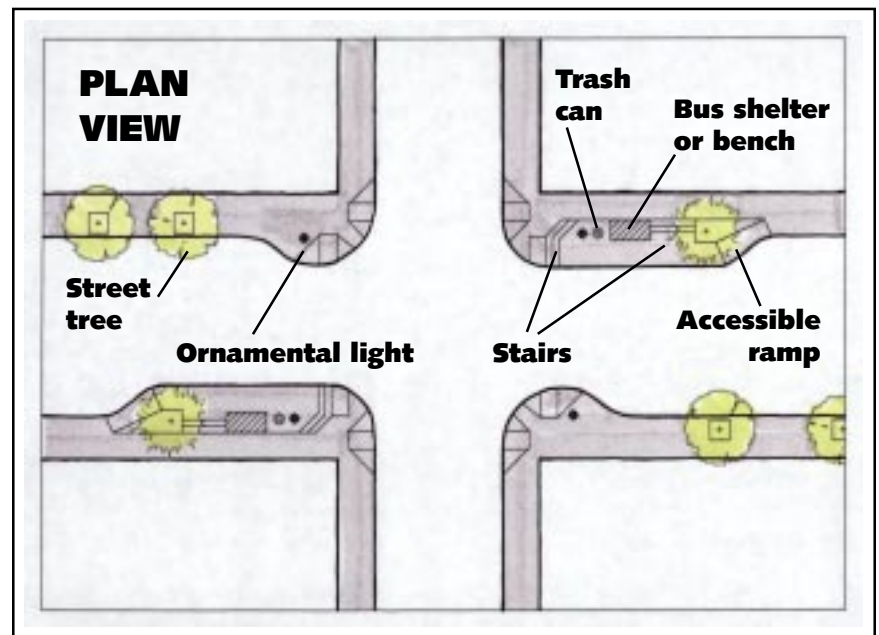 PLAN
VIEW
Trash
can
Bus shelter
or bench
Street
tree
Ornamental light
Stairs
Accessible
ramp